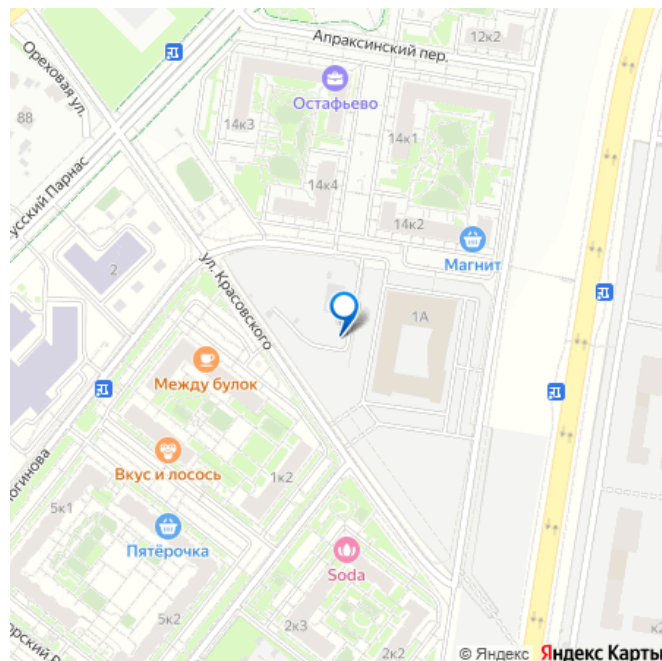 12к2
Апраксинский пер.
Ореховая ул.
Остафьево
88
14к3
14к1
14к4
усский Парнас
14к2
Магнит
2
ул. Красовского
1А
Между булок
Вкус и лосось
1к2
огинова
5к1
Пятёрочка
Soda
5к2
2к3
2к2
к2
© Яндекс Яндекс Карты